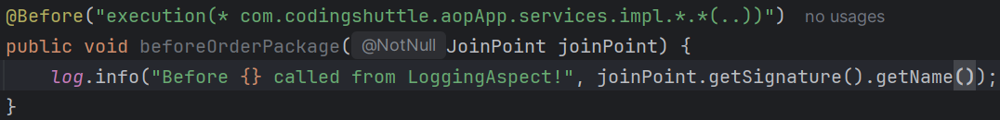 @Before("execution(* com.codingshuttle.aopApp.services.impl.*.*(..))") no usages
public void beforeOrderPackage( @NotNull JoinPoint joinPoint) {
    log.info("Before {} called from LoggingAspect!", joinPoint.getSignature().getName());
}